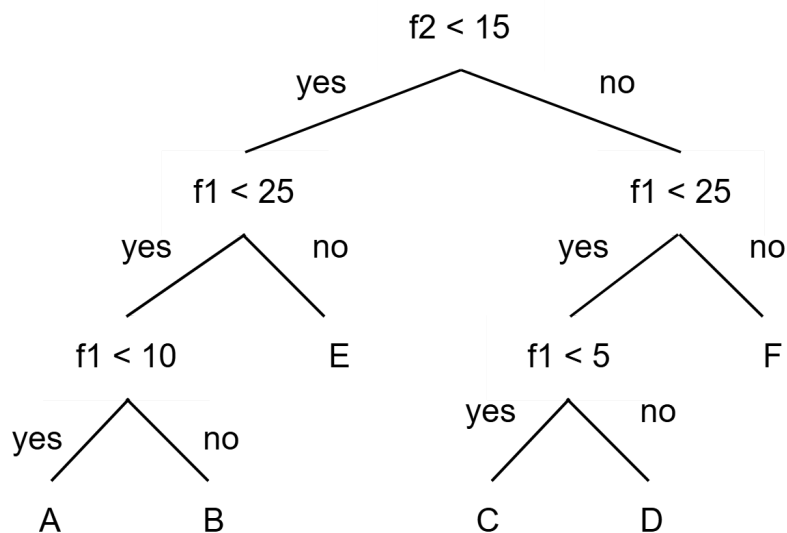 f2 < 15
yes no
f1 < 25 f1 < 25
yes no yes no
f1 < 10 E f1 < 5 F
yes no yes no
A B C D